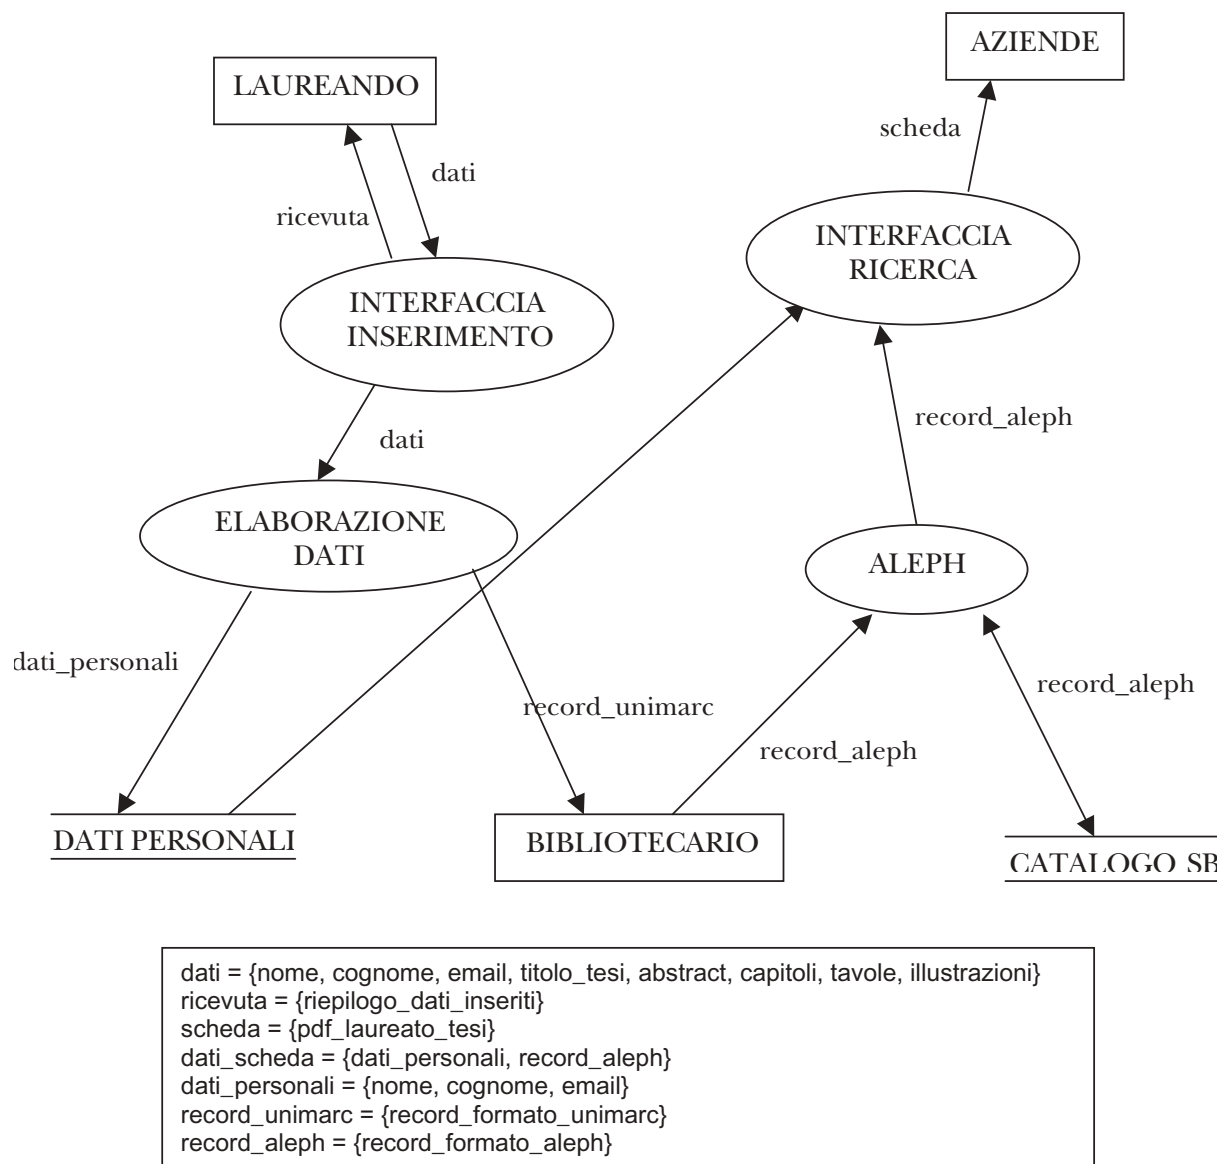 AZIENDE
LAUREANDO
scheda
dati
ricevuta
INTERFACCIA
RICERCA
INTERFACCIA
INSERIMENTO
record_aleph
dati
ELABORAZIONE
DATI
ALEPH
dati_personali
record_aleph
record_unimarc
record_aleph
DATI PERSONALI
BIBLIOTECARIO
CATALOGO SB
dati = {nome, cognome, email, titolo_tesi, abstract, capitoli, tavole, illustrazioni}
ricevuta = {riepilogo_dati_inseriti}
scheda = {pdf_laureato_tesi}
dati_scheda = {dati_personali, record_aleph}
dati_personali = {nome, cognome, email}
record_unimarc = {record_formato_unimarc}
record_aleph = {record_formato_aleph}